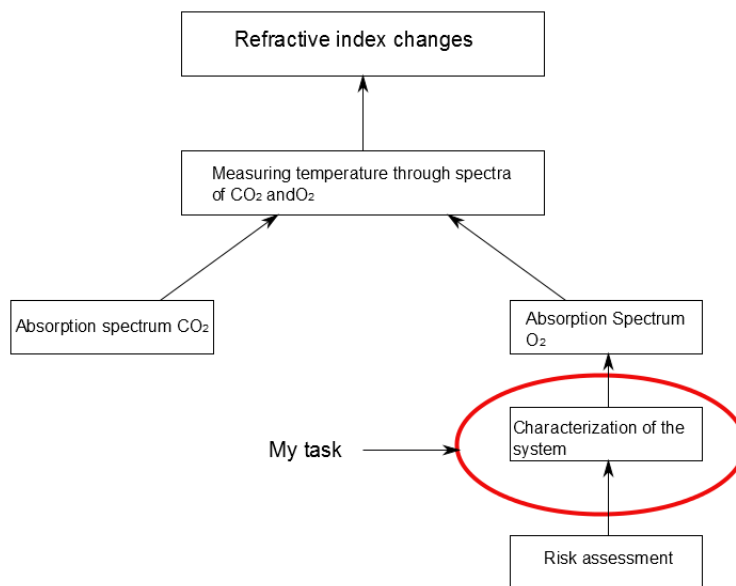 Refractive index changes
Measuring temperature through spectra
of CO₂ andO₂
Absorption spectrum CO₂
Absorption Spectrum
O₂
Characterization of the
system
My task
Risk assessment